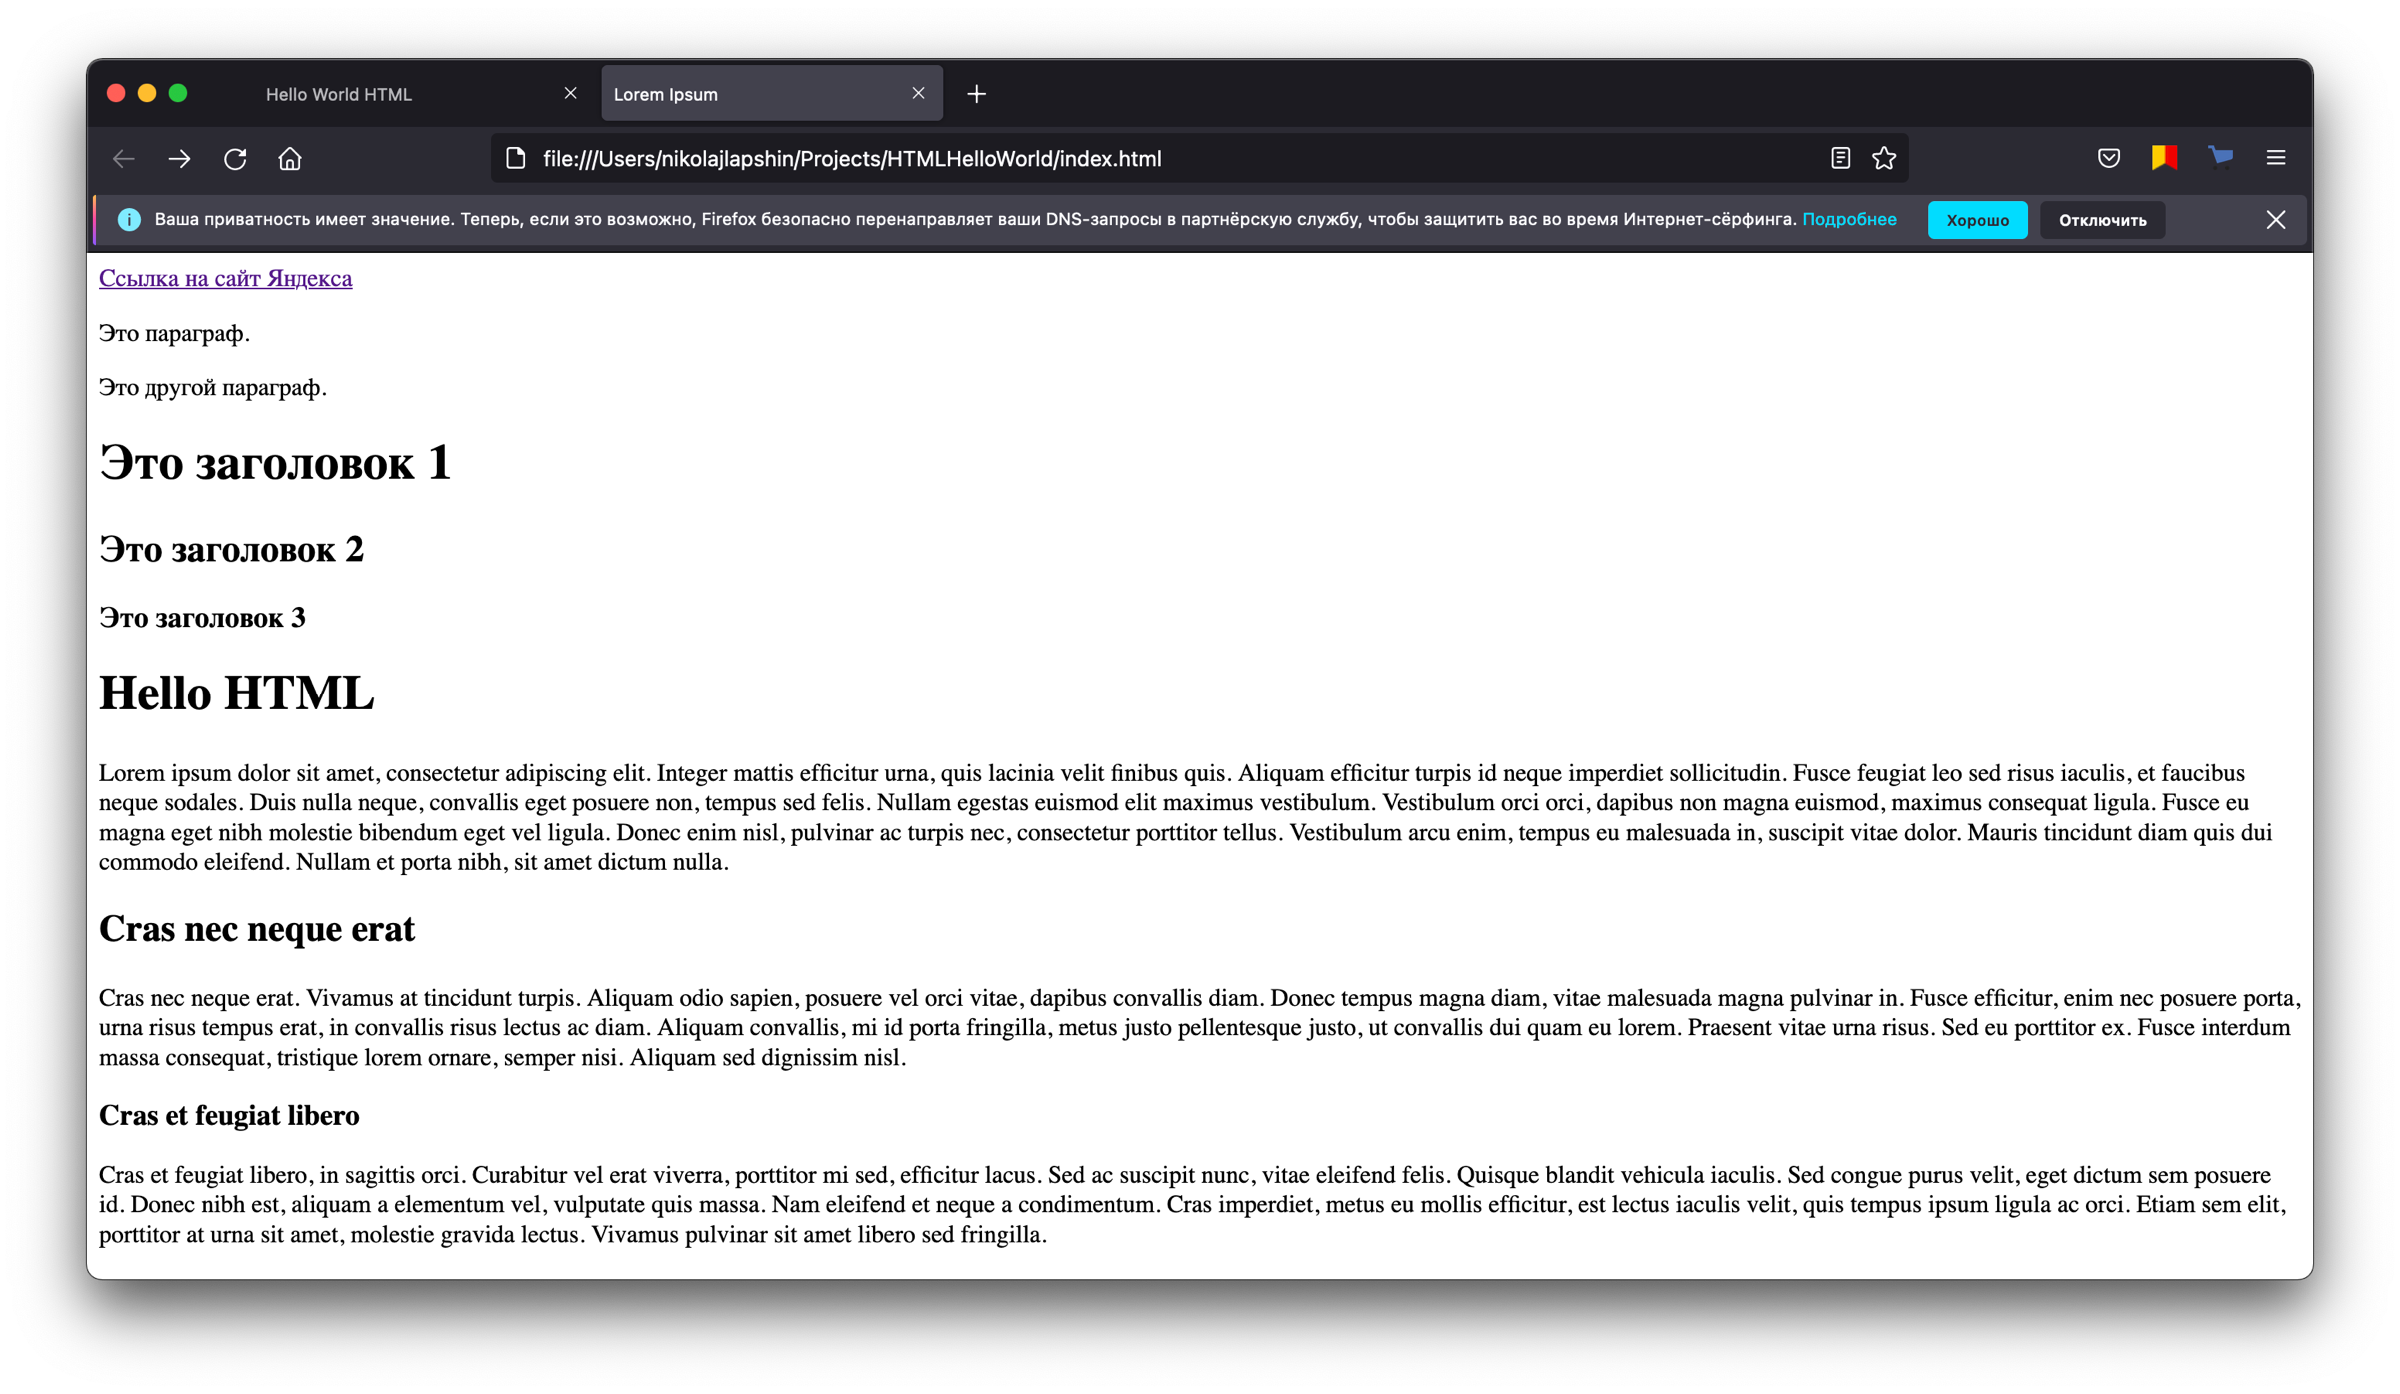 Hello World HTML
Lorem Ipsum
file:///Users/nikolajlapshin/Projects/HTMLHelloWorld/index.html
Ваша приватность имеет значение. Теперь, если это возможно, Firefox безопасно перенаправляет ваши DNS-запросы в партнёрскую службу, чтобы защитить вас во время Интернет-сёрфинга. Подробнее
Хорошо
Отключить
Ссылка на сайт Яндекса
Это параграф.
Это другой параграф.
Это заголовок 1
Это заголовок 2
Это заголовок 3
Hello HTML
Lorem ipsum dolor sit amet, consectetur adipiscing elit. Integer mattis efficitur urna, quis lacinia velit finibus quis. Aliquam efficitur turpis id neque imperdiet sollicitudin. Fusce feugiat leo sed risus iaculis, et faucibus
neque sodales. Duis nulla neque, convallis eget posuere non, tempus sed felis. Nullam egestas euismod elit maximus vestibulum. Vestibulum orci orci, dapibus non magna euismod, maximus consequat ligula. Fusce eu
magna eget nibh molestie bibendum eget vel ligula. Donec enim nisl, pulvinar ac turpis nec, consectetur porttitor tellus. Vestibulum arcu enim, tempus eu malesuada in, suscipit vitae dolor. Mauris tincidunt diam quis dui
commodo eleifend. Nullam et porta nibh, sit amet dictum nulla.
Cras nec neque erat
Cras nec neque erat. Vivamus at tincidunt turpis. Aliquam odio sapien, posuere vel orci vitae, dapibus convallis diam. Donec tempus magna diam, vitae malesuada magna pulvinar in. Fusce efficitur, enim nec posuere porta,
urna risus tempus erat, in convallis risus lectus ac diam. Aliquam convallis, mi id porta fringilla, metus justo pellentesque justo, ut convallis dui quam eu lorem. Praesent vitae urna risus. Sed eu porttitor ex. Fusce interdum
massa consequat, tristique lorem ornare, semper nisi. Aliquam sed dignissim nisl.
Cras et feugiat libero
Cras et feugiat libero, in sagittis orci. Curabitur vel erat viverra, porttitor mi sed, efficitur lacus. Sed ac suscipit nunc, vitae eleifend felis. Quisque blandit vehicula iaculis. Sed congue purus velit, eget dictum sem posuere
id. Donec nibh est, aliquam a elementum vel, vulputate quis massa. Nam eleifend et neque a condimentum. Cras imperdiet, metus eu mollis efficitur, est lectus iaculis velit, quis tempus ipsum ligula ac orci. Etiam sem elit,
porttitor at urna sit amet, molestie gravida lectus. Vivamus pulvinar sit amet libero sed fringilla.